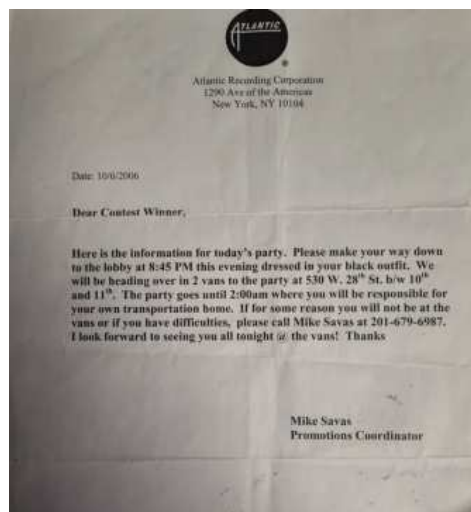 ATLANTIC
®
Atlantic Recording Corporation
1290 Ave of the Americas
New York, NY 10104
Date: 10/6/2006
Dear Contest Winner,
Here is the information for today's party. Please make your way down
to the lobby at 8:45 PM this evening dressed in your black outfit. We
will be heading over in 2 vans to the party at 530 W. 28th St. b/w 10th
and 11th. The party goes until 2:00am where you will be responsible for
your own transportation home. If for some reason you will not be at the
vans or if you have difficulties, please call Mike Savas at 201-679-6987.
I look forward to seeing you all tonight @ the vans! Thanks
Mike Savas
Promotions Coordinator